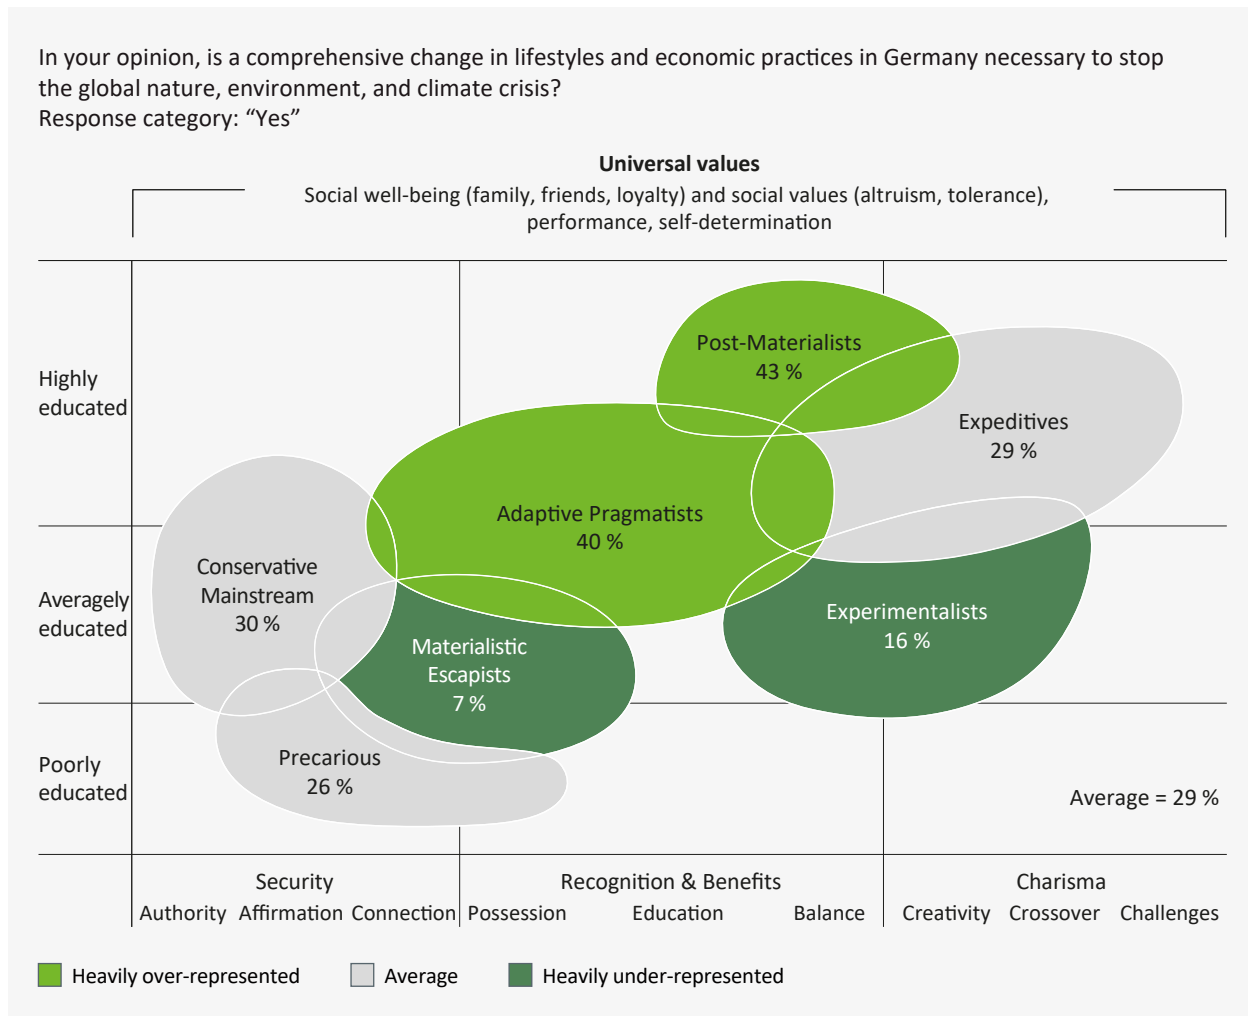 In your opinion, is a comprehensive change in lifestyles and economic practices in Germany necessary to stop
the global nature, environment, and climate crisis?
Response category: “Yes”
Universal values
Social well-being (family, friends, loyalty) and social values (altruism, tolerance),
performance, self-determination
Highly
educated
Averagely
educated
Poorly
educated
Post-Materialists
43 %
Expeditives
29 %
Adaptive Pragmatists
40 %
Conservative
Mainstream
30 %
Experimentalists
16 %
Materialistic
Escapists
7 %
Precarious
26 %
Average = 29 %
Security
Recognition & Benefits
Charisma
Authority Affirmation Connection Possession Education Balance Creativity Crossover Challenges
Heavily over-represented
Average
Heavily under-represented